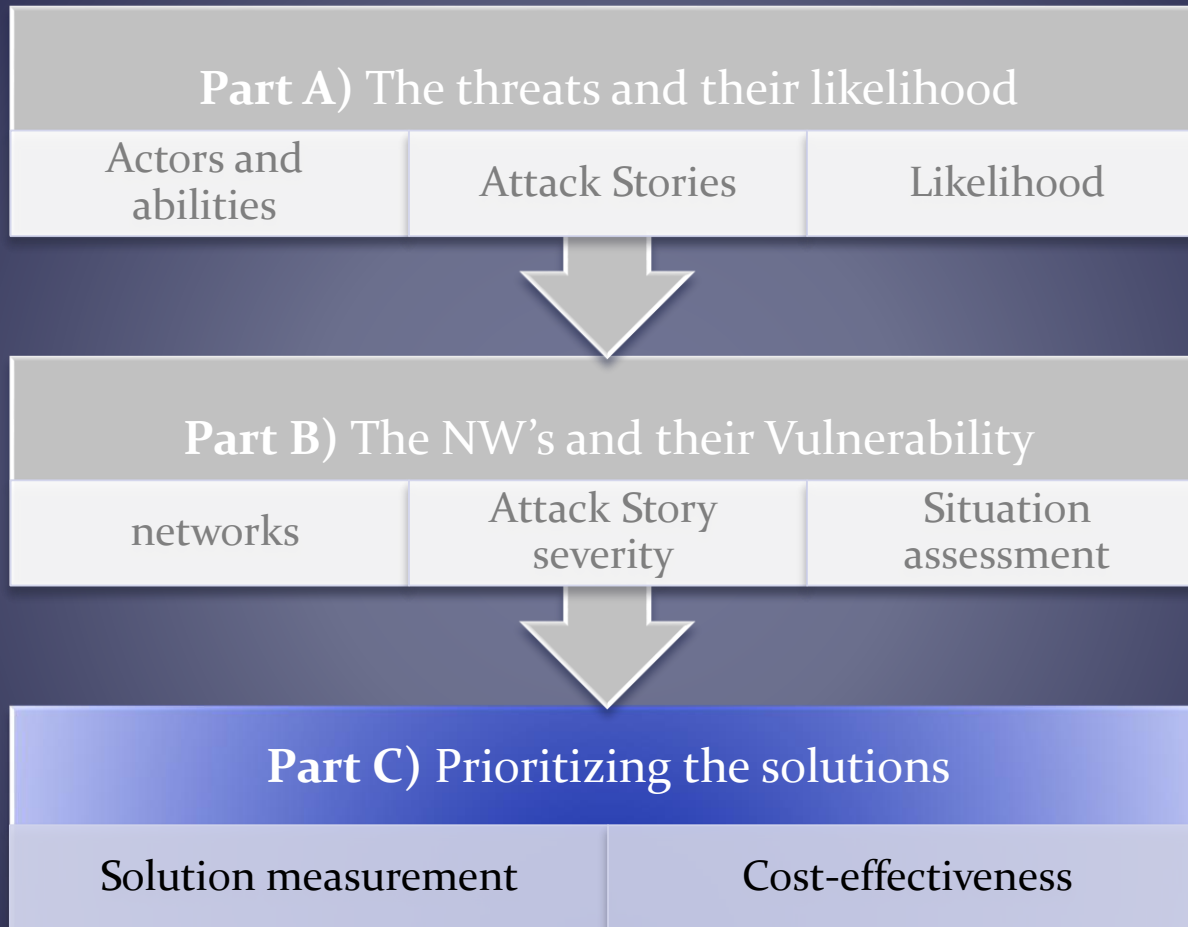 Part A) The threats and their likelihood
Actors and
abilities
Attack Stories
Likelihood
Part B) The NW's and their Vulnerability
networks
Attack Story
severity
Situation
assessment
Part C) Prioritizing the solutions
Solution measurement
Cost-effectiveness